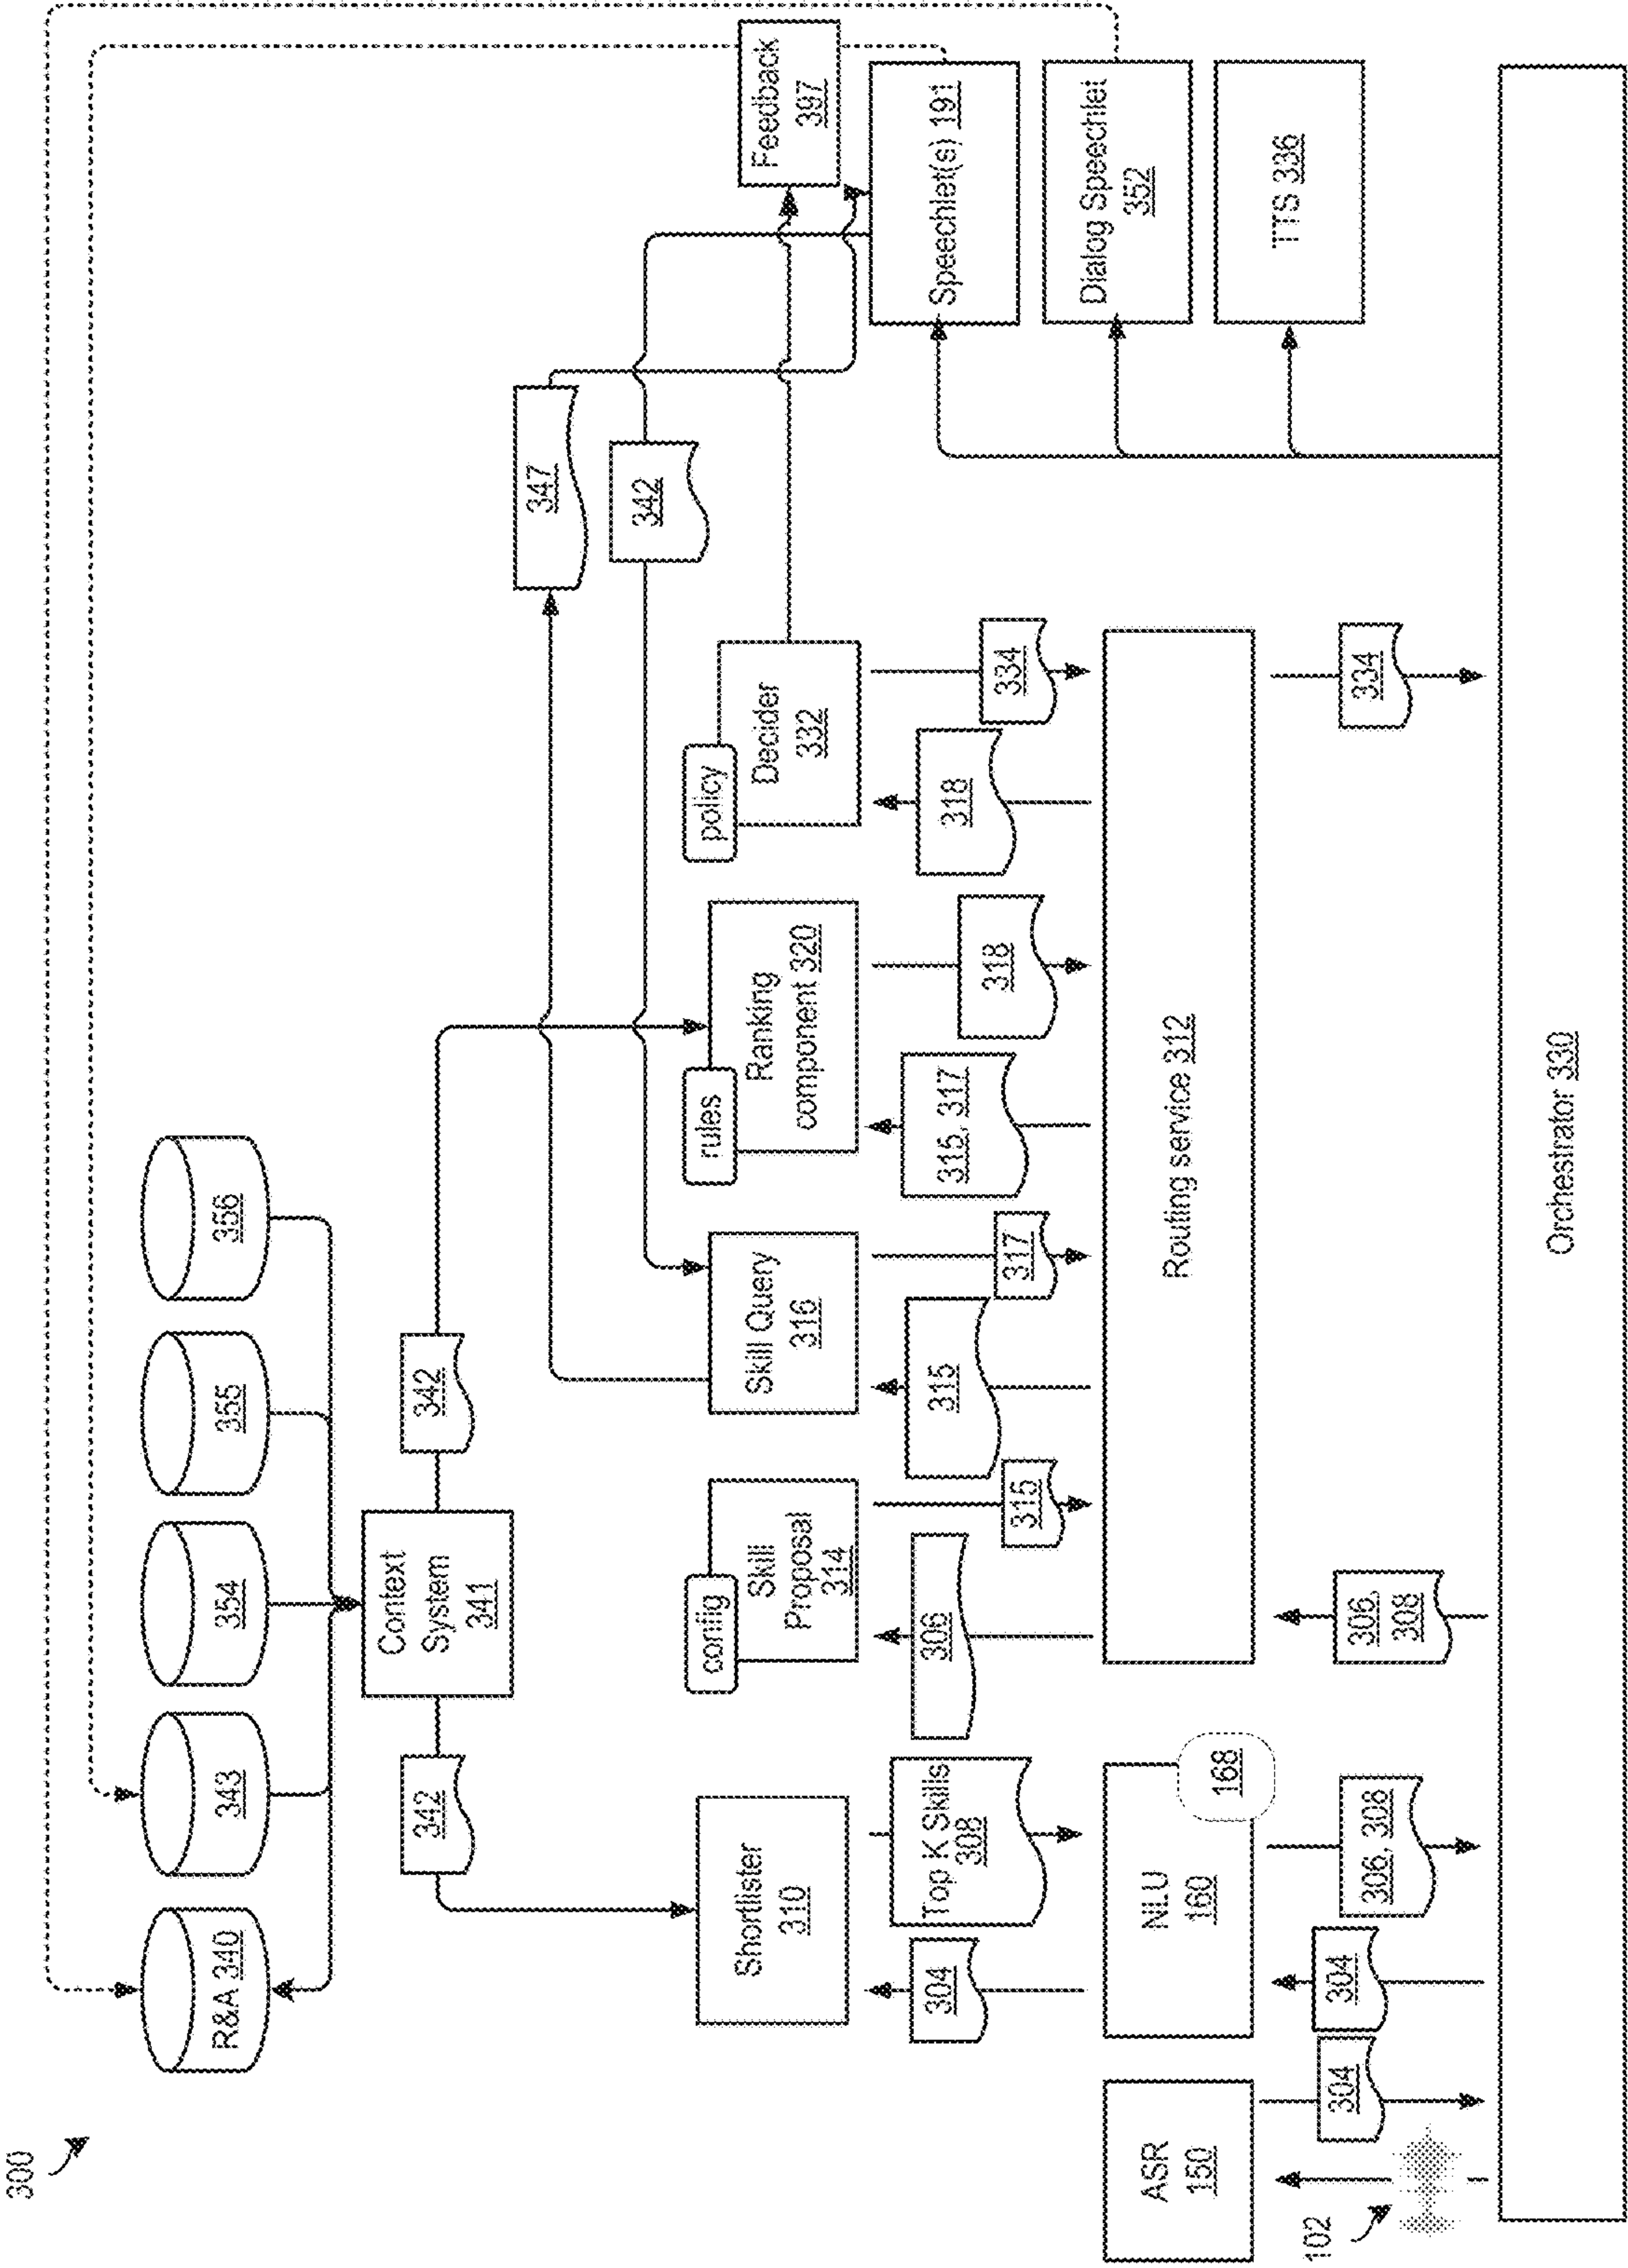 300
R&A 340
343
354
355
356
342
Context
System
341
342
347
342
Feedback
397
Shortlister
310
config
Skill
Proposal
314
Skill Query
316
rules
Ranking
component 320
policy
Decider
332
Speechlet(s) 191
304
Top K Skills
308
306
315
315
317
315, 317
318
318
334
Dialog Speechlet
352
ASR
150
NLU
160
168
Routing service 312
TTS 336
102
304
304
306, 308
306,
308
334
Orchestrator 330